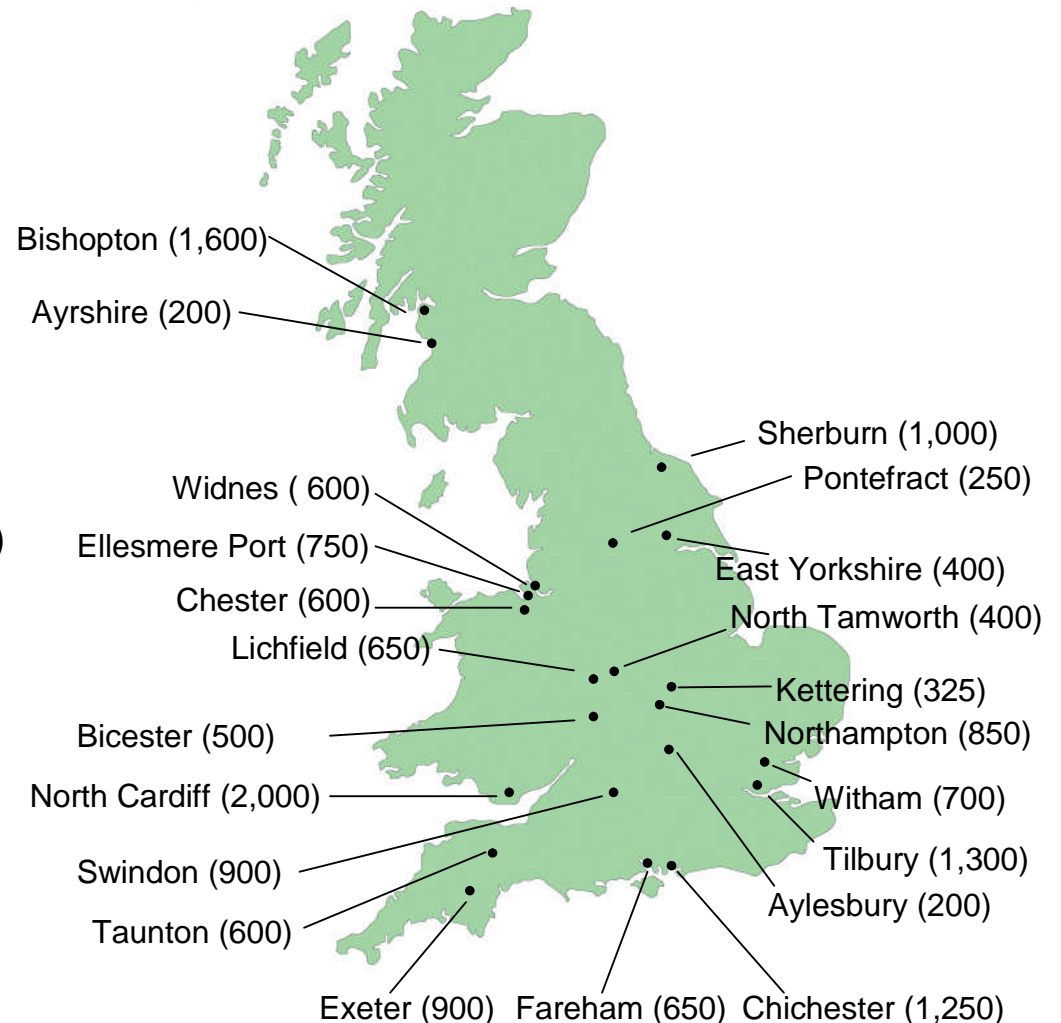 Bishopton (1,600)
Ayrshire (200)
Sherburn (1,000)
Pontefract (250)
Widnes ( 600)
)
Ellesmere Port (750)
East Yorkshire (400)
Chester (600)
North Tamworth (400)
Lichfield (650)
Kettering (325)
Bicester (500)
Northampton (850)
North Cardiff (2,000)
Witham (700)
Swindon (900)
Tilbury (1,300)
Aylesbury (200)
Taunton (600)
Exeter (900)
Fareham (650)
Chichester (1,250)